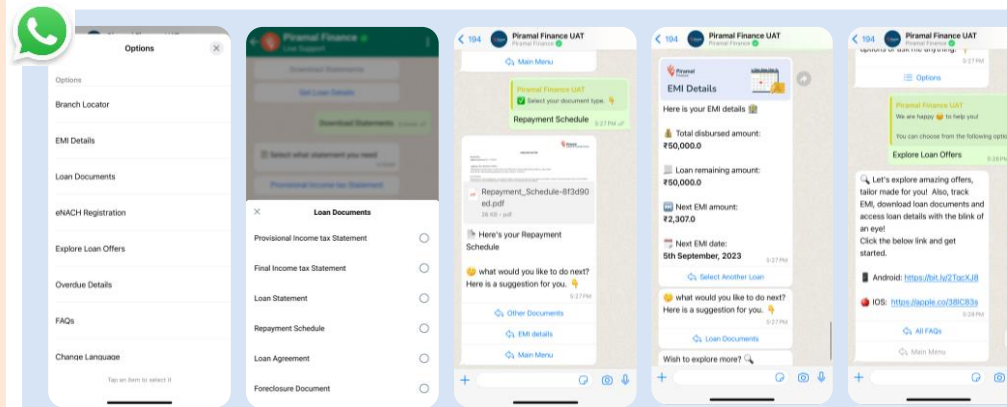 Options
Options
Branch Locator
EMI Details
Loan Documents
eNACH Registration
Explore Loan Offers
Overdue Details
FAQs
Change Language
Tap an item to select it
Piramal Finance
Live Support
Download Statements
Get Loan Details
Download Statements
Select what statement you need
Provisional Income tax Statement
Loan Documents
Provisional Income tax Statement
Final Income tax Statement
Loan Statement
Repayment Schedule
Loan Agreement
Foreclosure Document
194
Piramal Finance UAT
Piramal Finance
Main Menu
Piramal Finance UAT
Select your document type.
Repayment Schedule
5:27 PM
Piramal
Repayment_Schedule-8f3d90
ed.pdf
26 KB · pdf
Here's your Repayment
Schedule
what would you like to do next?
Here is a suggestion for you.
5:27 PM
Other Documents
EMI details
Main Menu
194
Piramal Finance UAT
Piramal Finance
Piramal
Finance
EMI Details
Here is your EMI details
Total disbursed amount:
₹50,000.0
Loan remaining amount:
₹50,000.0
Next EMI amount:
₹2,307.0
Next EMI date:
5th September, 2023
5:27 PM
Select Another Loan
what would you like to do next?
Here is a suggestion for you.
5:27 PM
Loan Documents
Wish to explore more?
194
Piramal Finance UAT
Piramal Finance
options or ask me anything.
5:27 PM
Options
Piramal Finance UAT
We are happy to help you!
You can choose from the following optio
Explore Loan Offers
5:28 PM
Let's explore amazing offers,
tailor made for you! Also, track
EMI, download loan documents and
access loan details with the blink of
an eye!
Click the below link and get
started.
Android: https://bit.ly/2TqcXJ8
IOS: https://apple.co/38IC83s
5:28 PM
All FAQs
Main Menu